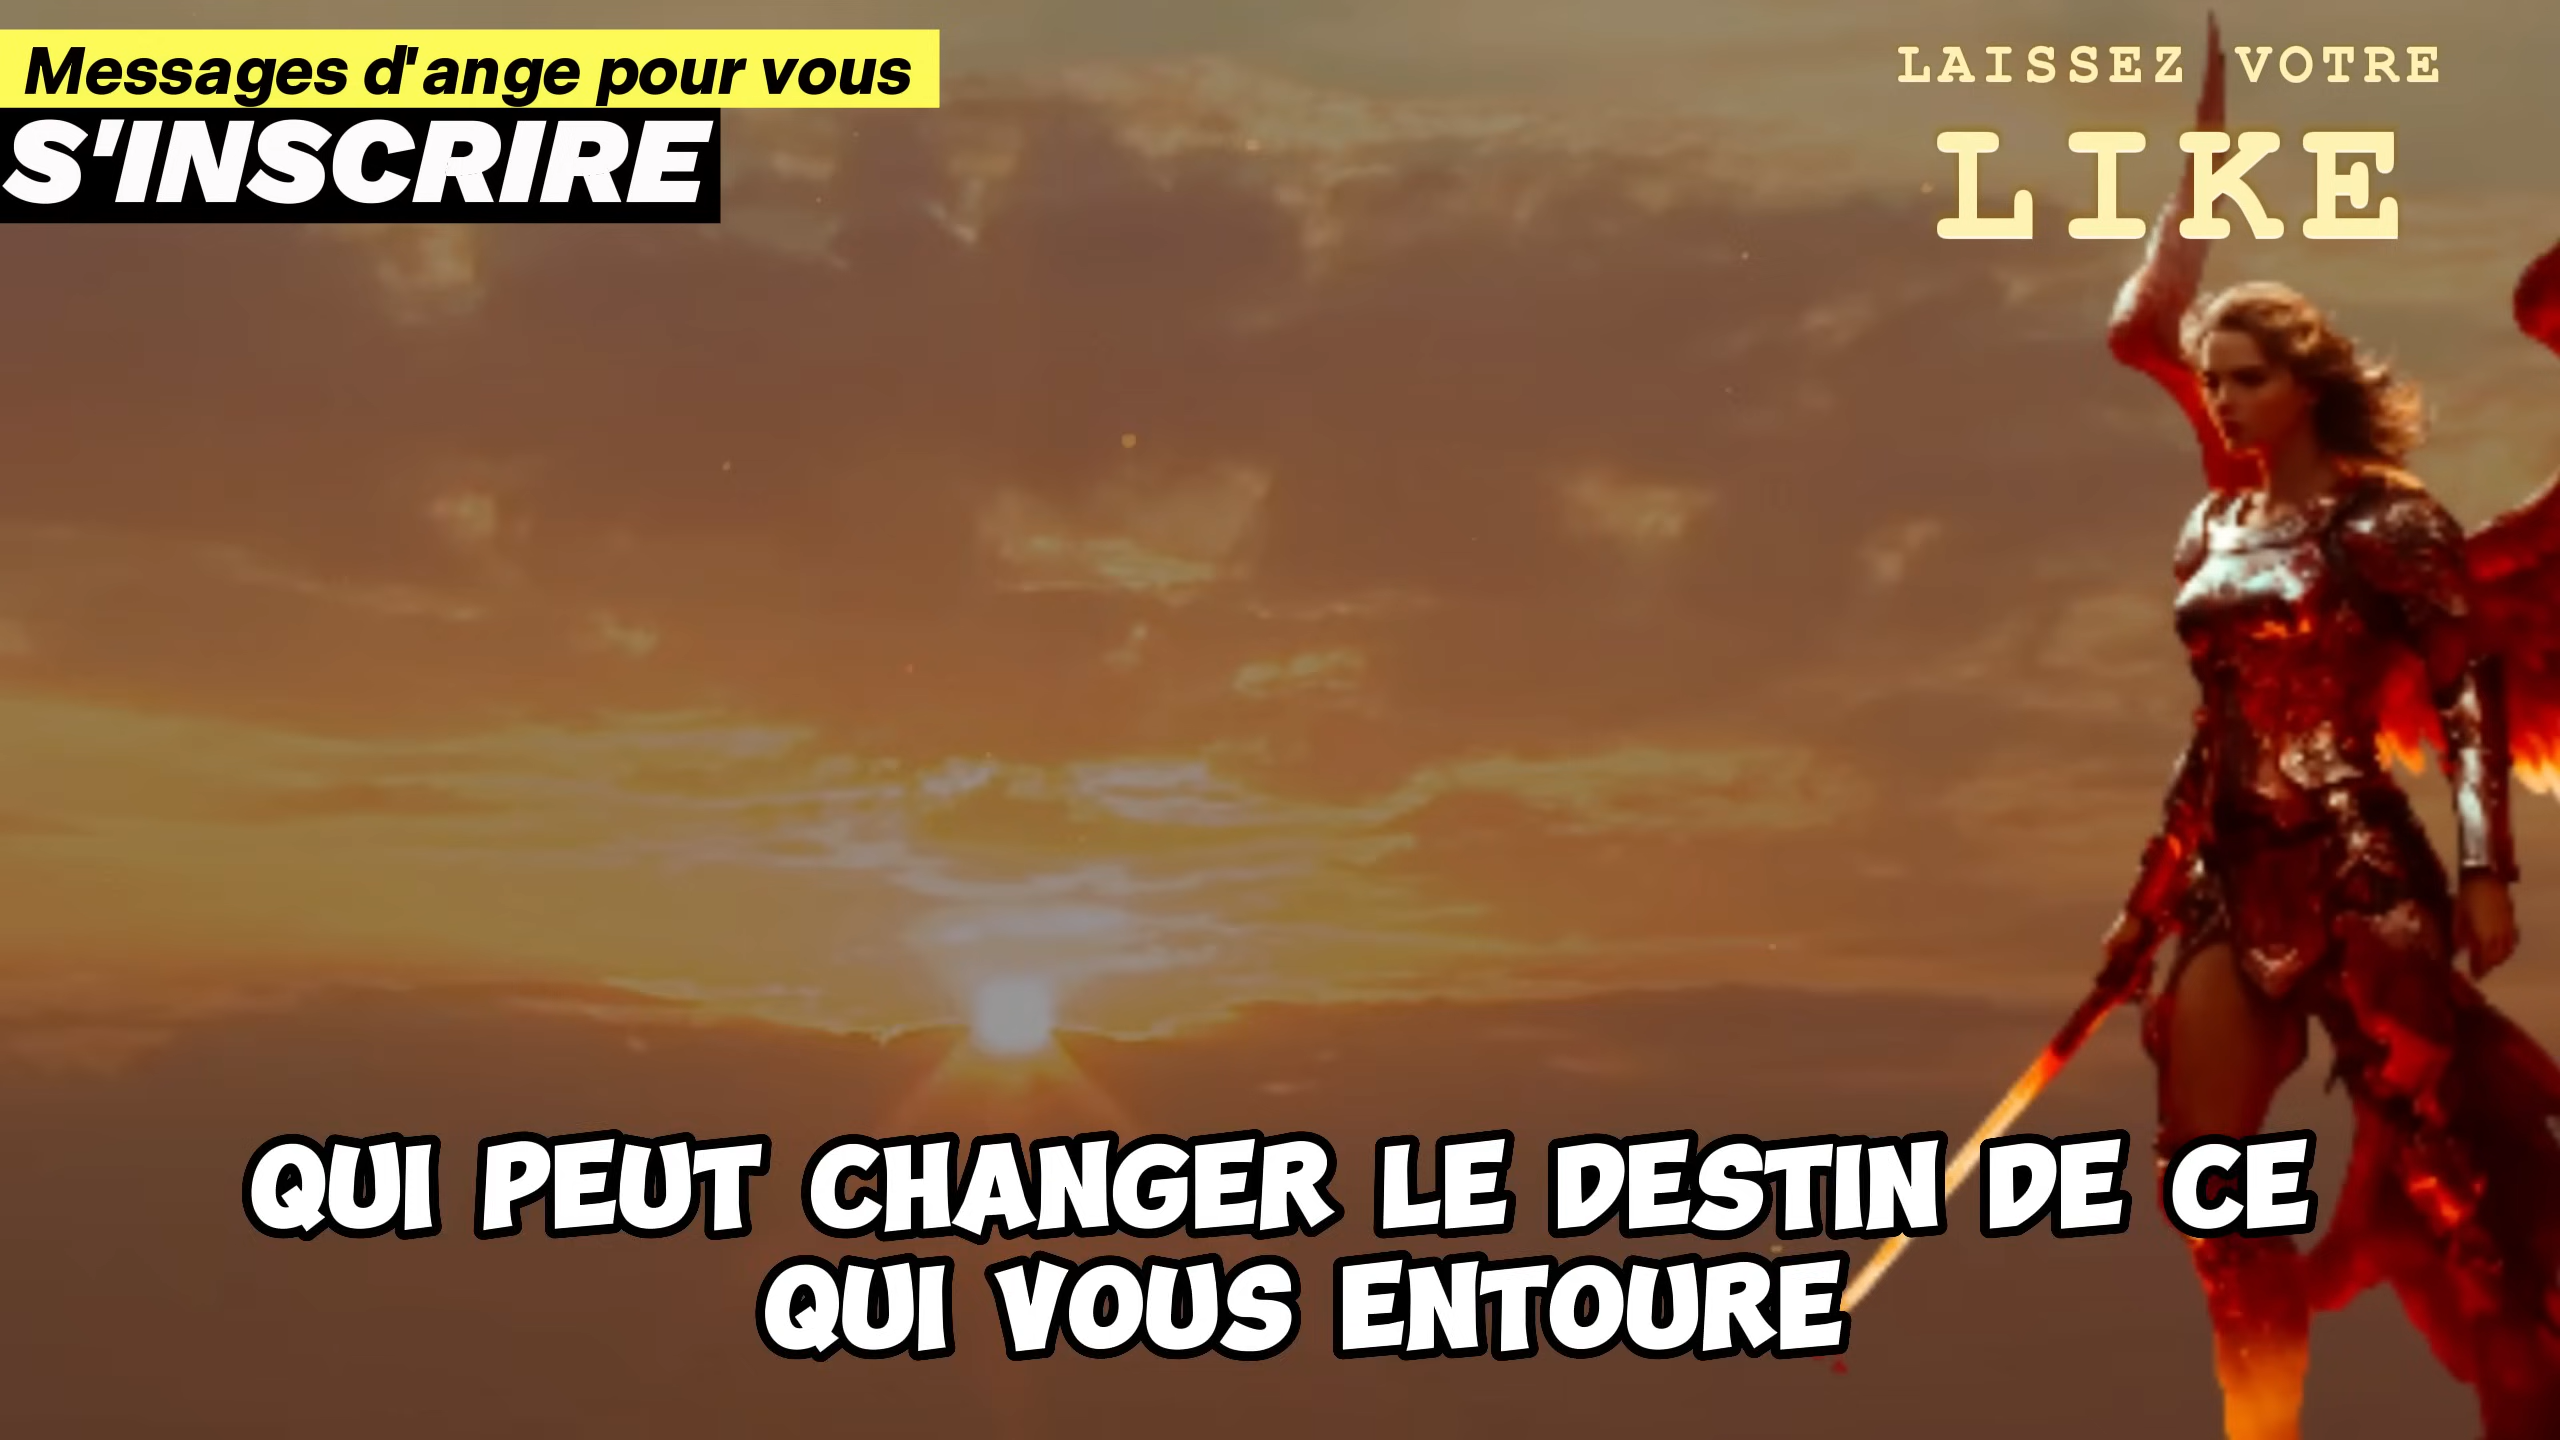 Messages d'ange pour vous
S'INSCRIRE
LAISSEZ VOTRE
LIKE
QUI PEUT CHANGER LE DESTIN DE CE
QUI VOUS ENTOURE